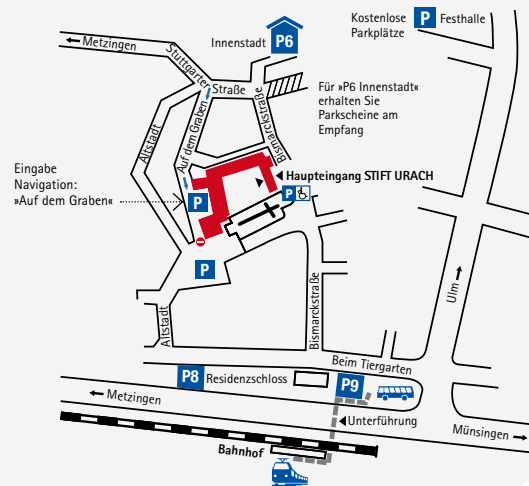 Metzingen
Innenstadt
P6
Kostenlose
Parkplätze
P
Festhalle
Stuttgarter
Straße
Für »P6 Innenstadt«
erhalten Sie
Parkscheine am
Empfang
Altstadt
Auf dem Graben
Bismarckstraße
Eingabe
Navigation:
»Auf dem Graben«
Haupteingang STIFT URACH
P
P
P
Altstadt
Bismarckstraße
Ulm
Beim Tiergarten
P8
Residenzschloss
P9
Metzingen
Unterführung
Münsingen
Bahnhof